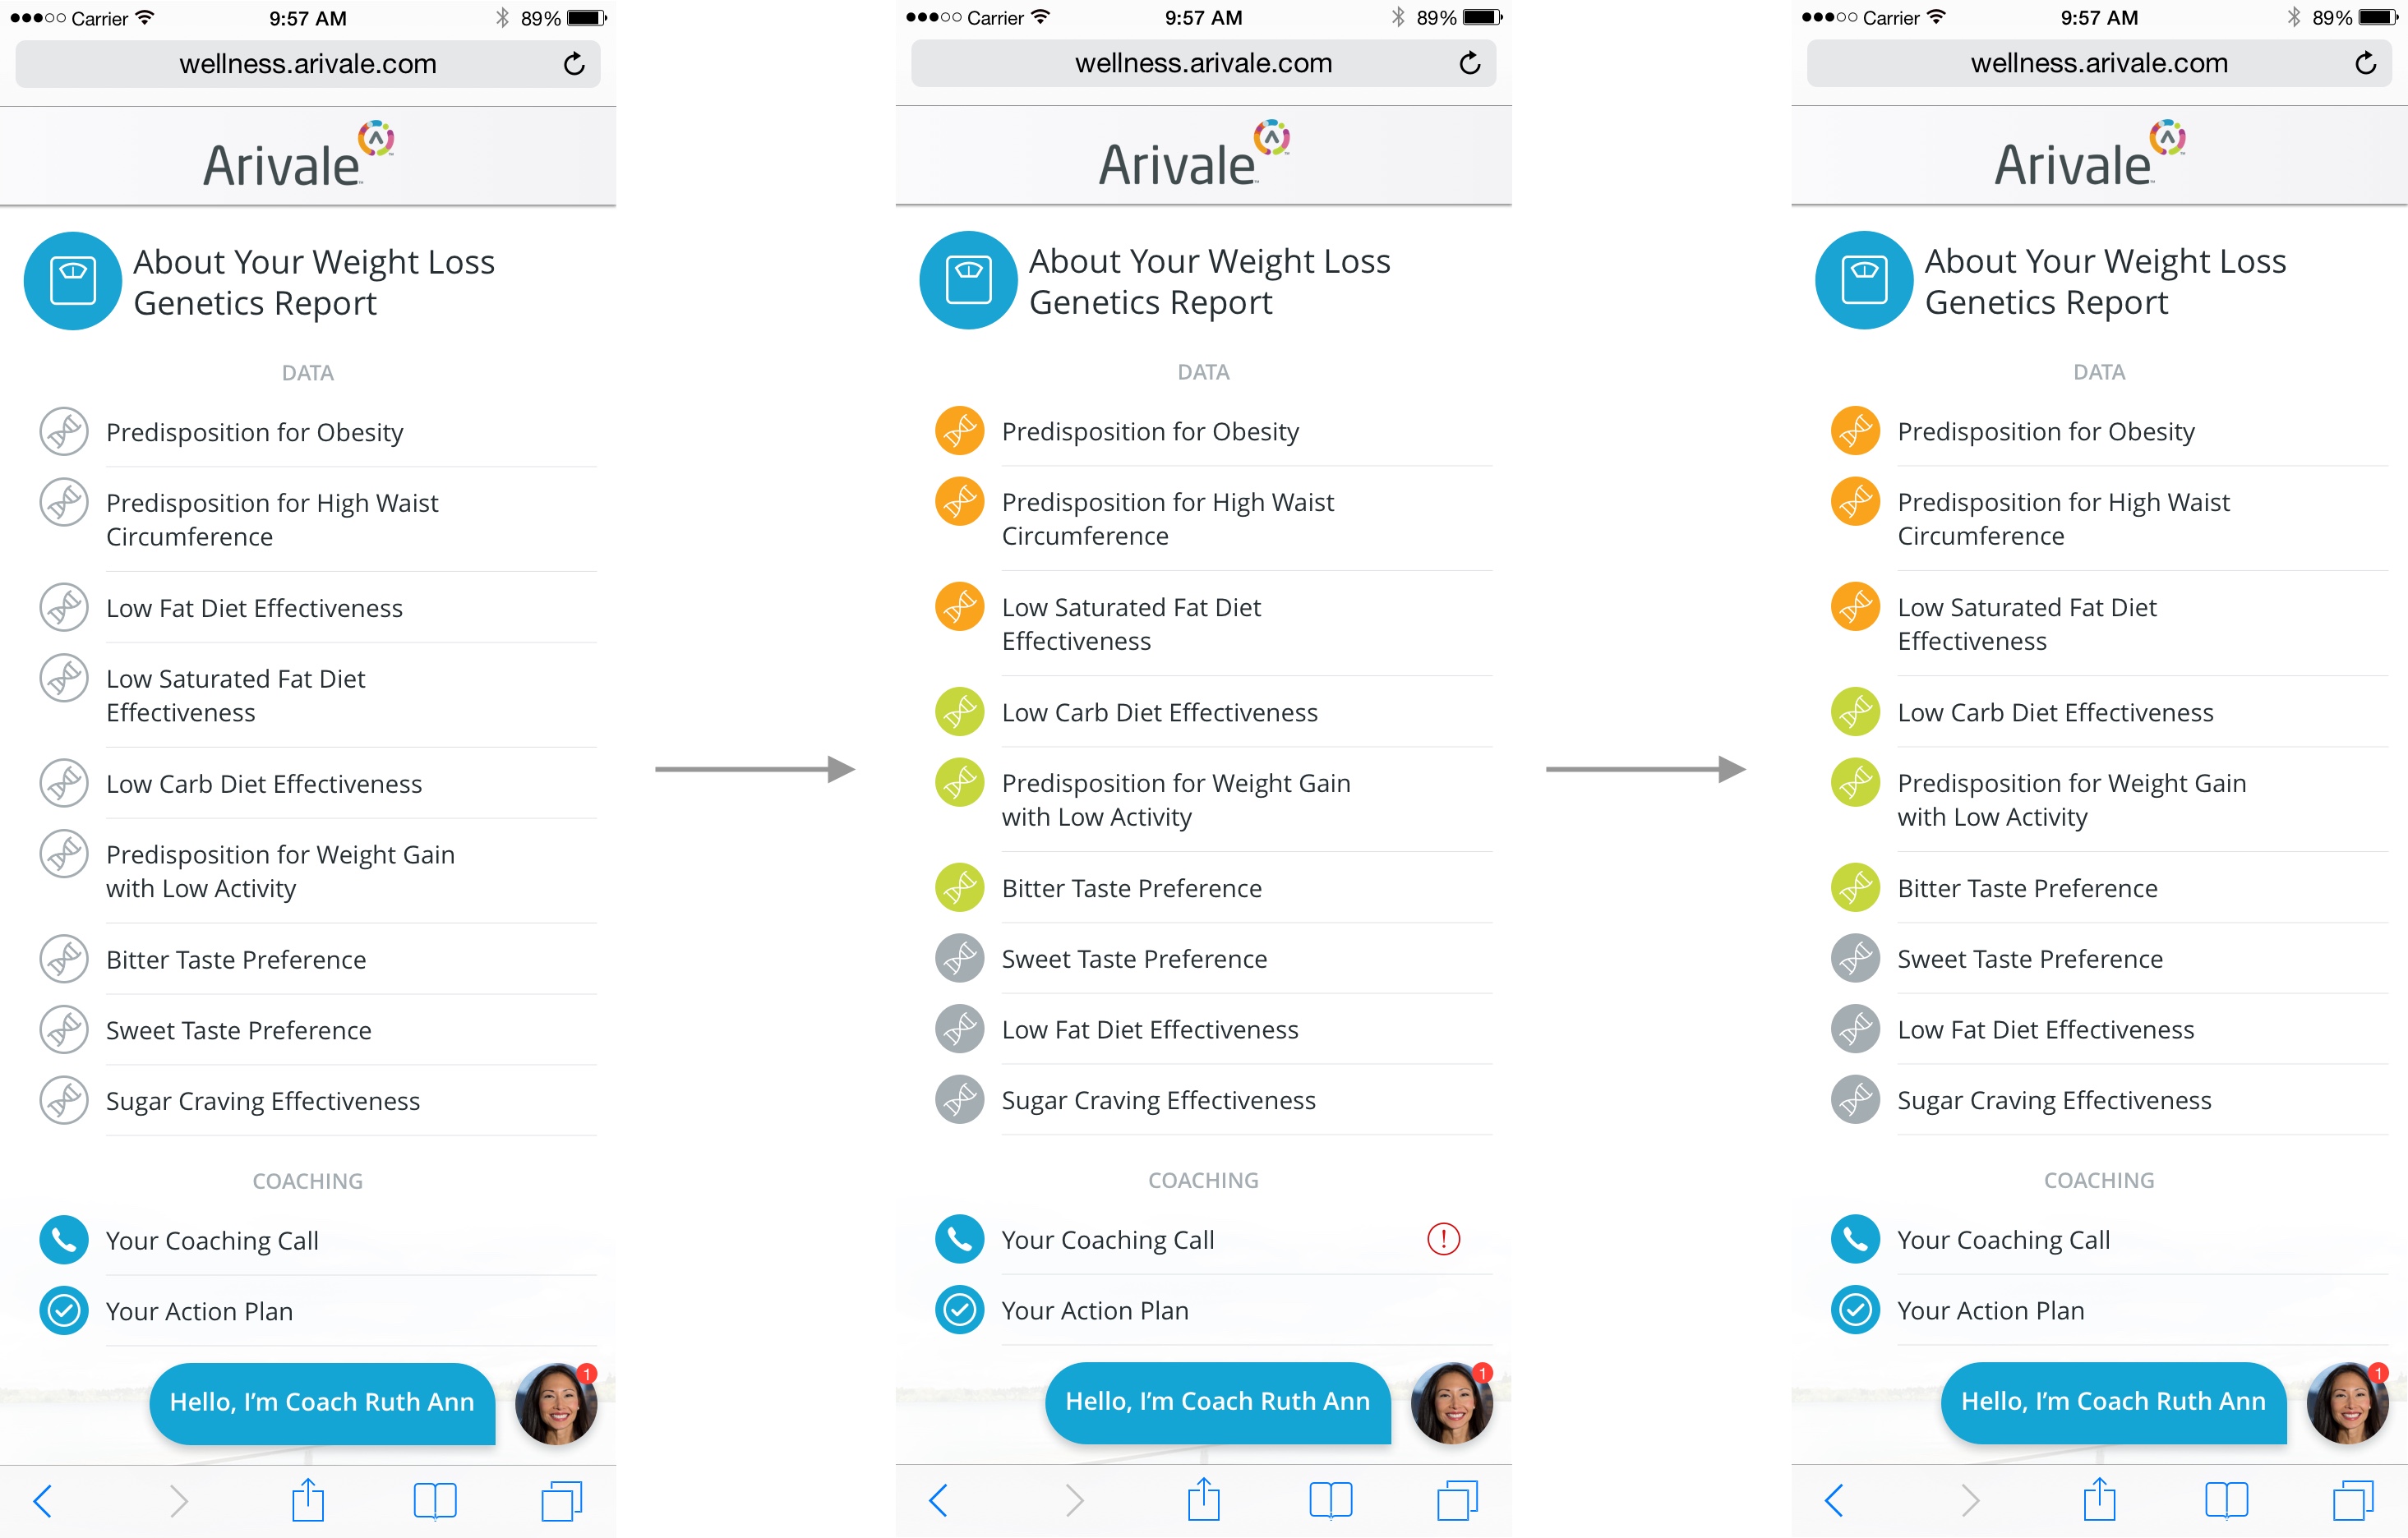 Carrier 9:57 AM 89%
wellness.arivale.com
Arivale
About Your Weight Loss
Genetics Report
DATA
Predisposition for Obesity
Predisposition for High Waist
Circumference
Low Fat Diet Effectiveness
Low Saturated Fat Diet
Effectiveness
Low Carb Diet Effectiveness
Predisposition for Weight Gain
with Low Activity
Bitter Taste Preference
Sweet Taste Preference
Sugar Craving Effectiveness
COACHING
Your Coaching Call
Your Action Plan
Hello, I'm Coach Ruth Ann
1
Carrier 9:57 AM 89%
wellness.arivale.com
Arivale
About Your Weight Loss
Genetics Report
DATA
Predisposition for Obesity
Predisposition for High Waist
Circumference
Low Saturated Fat Diet
Effectiveness
Low Carb Diet Effectiveness
Predisposition for Weight Gain
with Low Activity
Bitter Taste Preference
Sweet Taste Preference
Low Fat Diet Effectiveness
Sugar Craving Effectiveness
COACHING
Your Coaching Call !
Your Action Plan
Hello, I'm Coach Ruth Ann
1
Carrier 9:57 AM 89%
wellness.arivale.com
Arivale
About Your Weight Loss
Genetics Report
DATA
Predisposition for Obesity
Predisposition for High Waist
Circumference
Low Saturated Fat Diet
Effectiveness
Low Carb Diet Effectiveness
Predisposition for Weight Gain
with Low Activity
Bitter Taste Preference
Sweet Taste Preference
Low Fat Diet Effectiveness
Sugar Craving Effectiveness
COACHING
Your Coaching Call
Your Action Plan
Hello, I'm Coach Ruth Ann
1